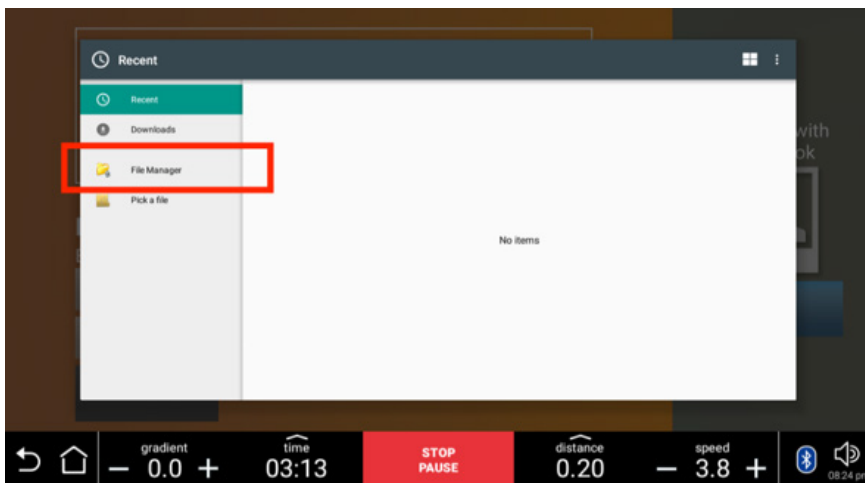 Recent
Recent
Downloads
File Manager
Pick a file
No items
with
gradient
0.0
time
03:13
STOP
PAUSE
distance
0.20
speed
3.8
08:24